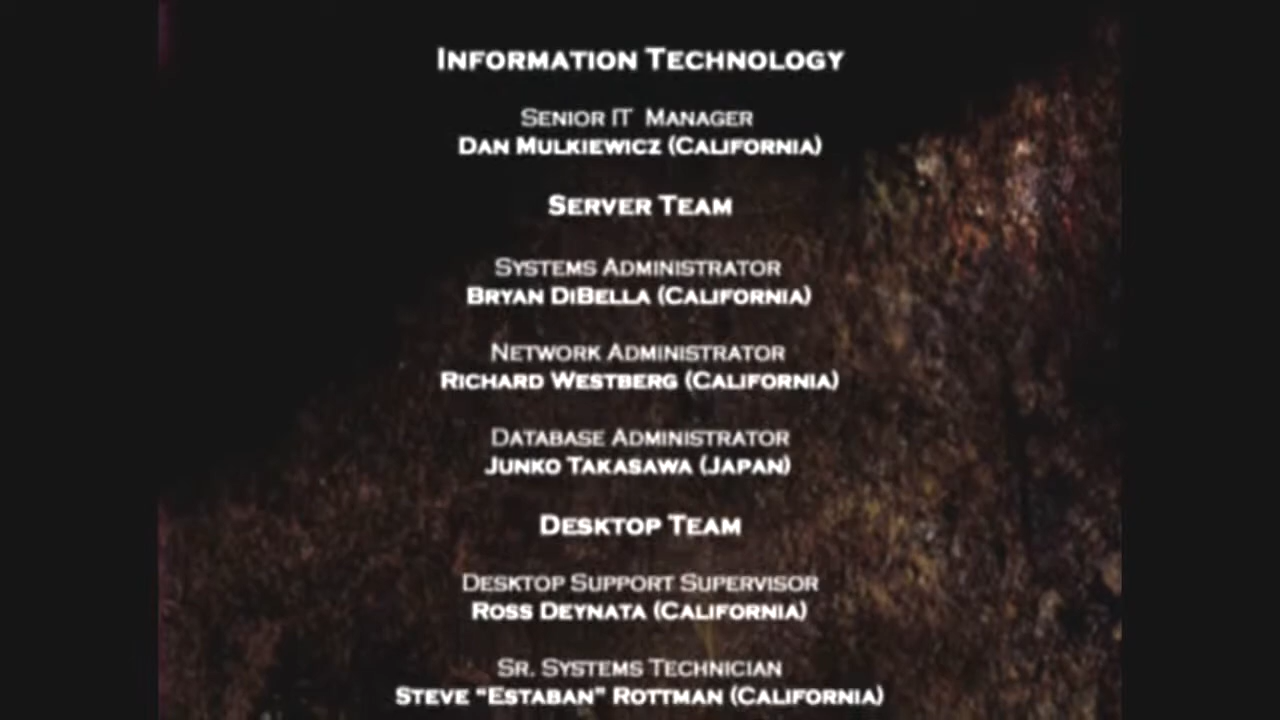 INFORMATION TECHNOLOGY
SENIOR IT MANAGER
DAN MULKIEWICZ (CALIFORNIA)
SERVER TEAM
SYSTEMS ADMINISTRATOR
BRYAN DIBELLA (CALIFORNIA)
NETWORK ADMINISTRATOR
RICHARD WESTBERG (CALIFORNIA)
DATABASE ADMINISTRATOR
JUNKO TAKASAWA (JAPAN)
DESKTOP TEAM
DESKTOP SUPPORT SUPERVISOR
ROSS DEYNATA (CALIFORNIA)
SR. SYSTEMS TECHNICIAN
STEVE “ESTABAN” ROTTMAN (CALIFORNIA)